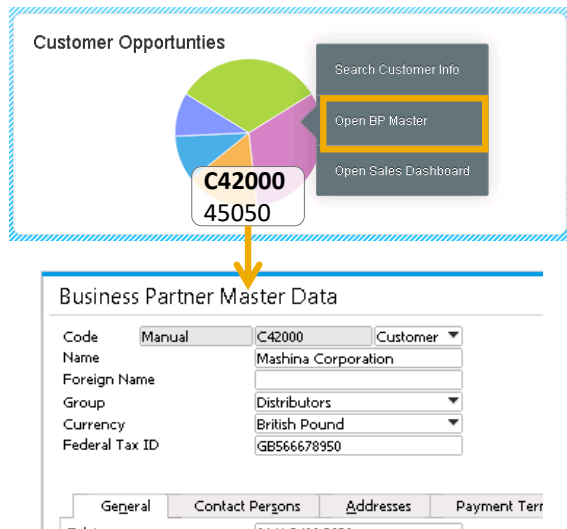 Customer Opportunties
Search Customer Info
Open BP Master
Open Sales Dashboard
C42000
45050
Business Partner Master Data
Code Manual C42000 Customer
Name Mashina Corporation
Foreign Name
Group Distributors
Currency British Pound
Federal Tax ID GB566678950
General Contact Persons Addresses Payment Terr